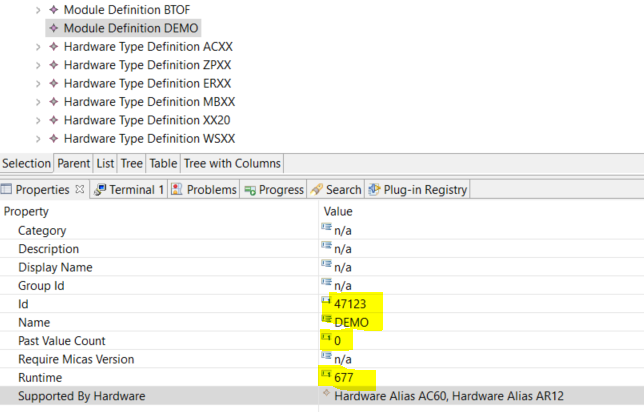 Module Definition BTOF
Module Definition DEMO
Hardware Type Definition ACXX
Hardware Type Definition ZPXX
Hardware Type Definition ERXX
Hardware Type Definition MBXX
Hardware Type Definition XX20
Hardware Type Definition WSXX
Selection Parent List Tree Table Tree with Columns
Properties Terminal 1 Problems Progress Search Plug-in Registry
Property Value
Category n/a
Description n/a
Display Name n/a
Group Id n/a
Id 47123
Name DEMO
Past Value Count 0
Require Micas Version n/a
Runtime 677
Supported By Hardware Hardware Alias AC60, Hardware Alias AR12